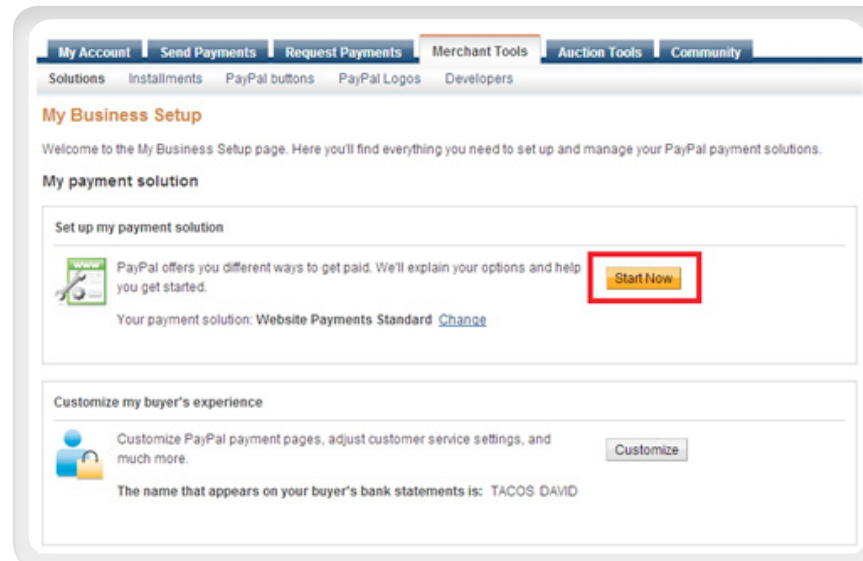 My Account Send Payments Request Payments Merchant Tools Auction Tools Community
Solutions Installments PayPal buttons PayPal Logos Developers
My Business Setup
Welcome to the My Business Setup page. Here you'll find everything you need to set up and manage your PayPal payment solutions.
My payment solution
Set up my payment solution
PayPal offers you different ways to get paid. We'll explain your options and help
you get started.
Start Now
Your payment solution: Website Payments Standard Change
Customize my buyer's experience
Customize PayPal payment pages, adjust customer service settings, and
much more.
Customize
The name that appears on your buyer's bank statements is: TACOS DAVID